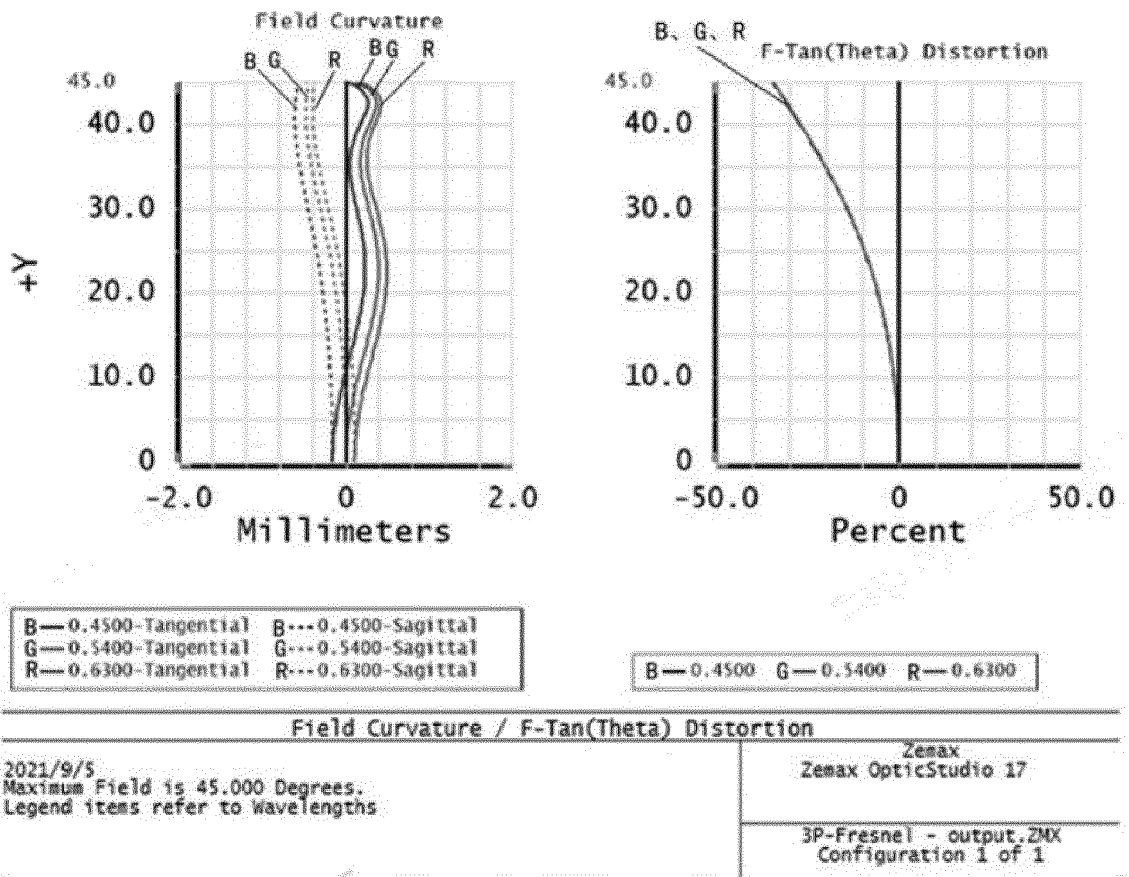 Field Curvature
B G R B G R
45.0
40.0
30.0
20.0
10.0
0
+Y
-2.0 0 2.0
Millimeters
B、G、R
F-Tan(Theta) Distortion
45.0
40.0
30.0
20.0
10.0
0
-50.0 0 50.0
Percent
B 0.4500-Tangential B 0.4500-Sagittal
G 0.5400-Tangential G 0.5400-Sagittal
R 0.6300-Tangential R 0.6300-Sagittal
B 0.4500 G 0.5400 R 0.6300
Field Curvature / F-Tan(Theta) Distortion
2021/9/5
Maximum Field is 45.000 Degrees.
Legend items refer to Wavelengths
Zemax
Zemax OpticStudio 17
3P-Fresnel - output.ZMX
Configuration 1 of 1